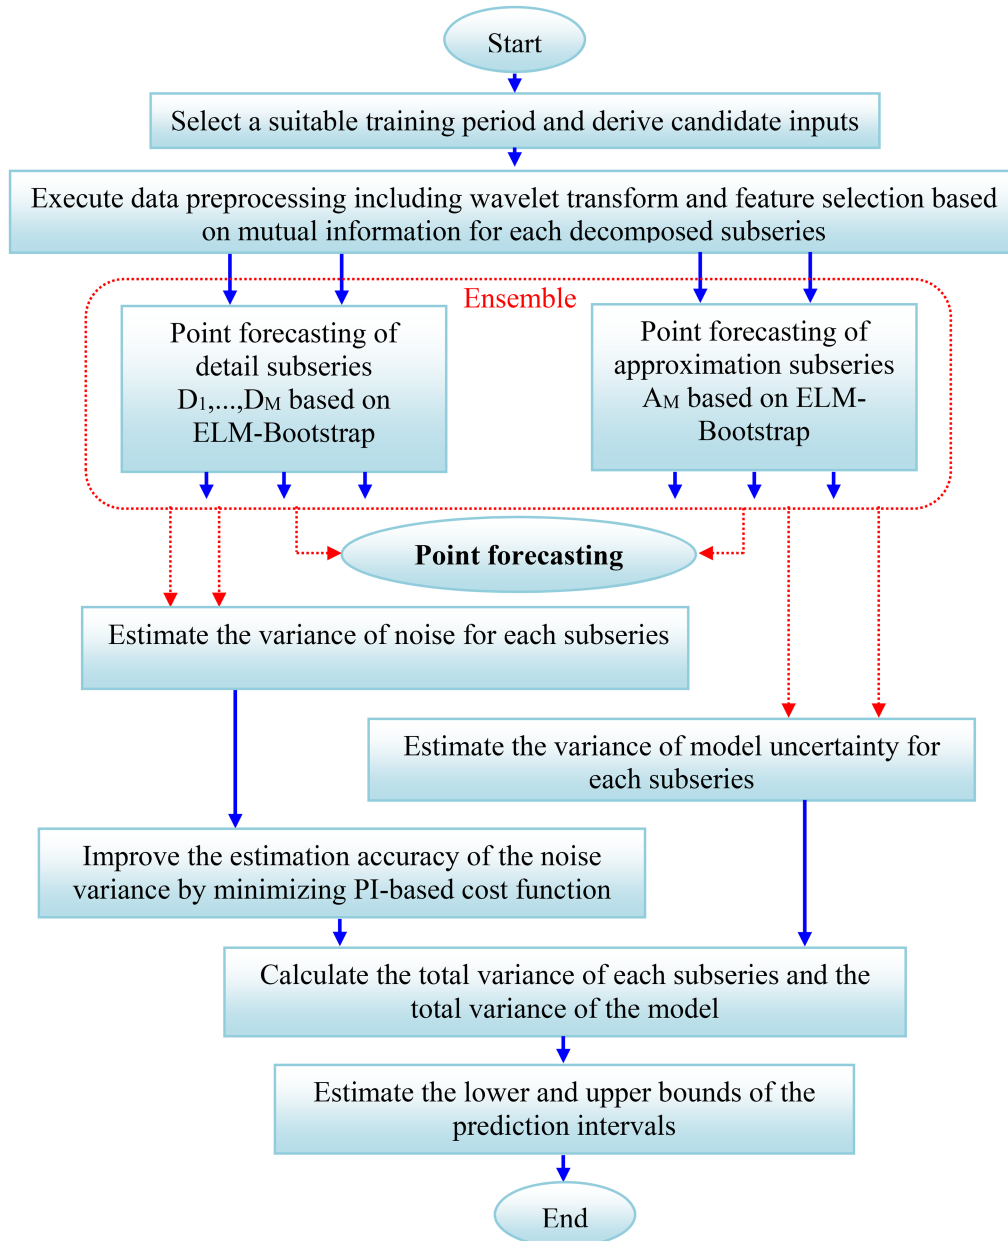 Start
Select a suitable training period and derive candidate inputs
Execute data preprocessing including wavelet transform and feature selection based
on mutual information for each decomposed subseries
Ensemble
Point forecasting of
detail subseries
D1,...,DM based on
ELM-Bootstrap
Point forecasting of
approximation subseries
AM based on ELM-
Bootstrap
Point forecasting
Estimate the variance of noise for each subseries
Estimate the variance of model uncertainty for
each subseries
Improve the estimation accuracy of the noise
variance by minimizing PI-based cost function
Calculate the total variance of each subseries and the
total variance of the model
Estimate the lower and upper bounds of the
prediction intervals
End